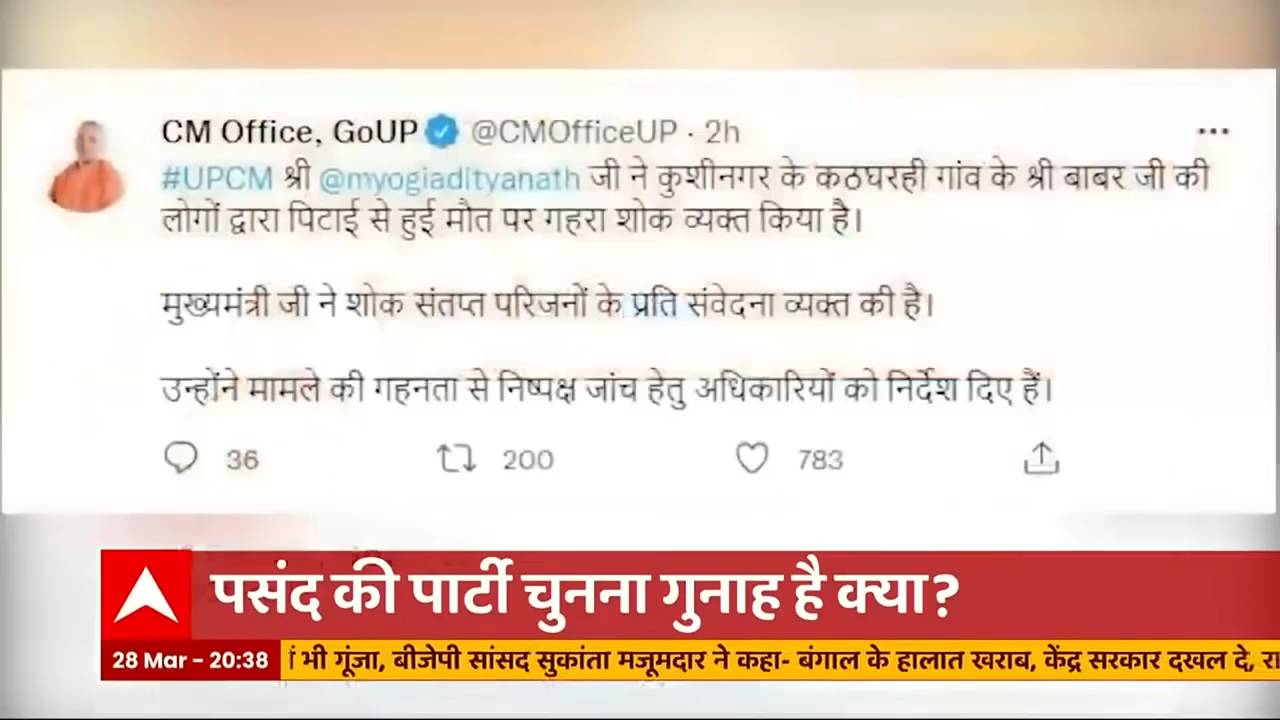 CM Office, GoUP @CMOfficeUP · 2h
#UPCM श्री @myogiadityanath जी ने कुशीनगर के कठघरही गांव के श्री बाबर जी की
लोगों द्वारा पिटाई से हुई मौत पर गहरा शोक व्यक्त किया है।
मुख्यमंत्री जी ने शोक संतप्त परिजनों के प्रति संवेदना व्यक्त की है।
उन्होंने मामले की गहनता से निष्पक्ष जांच हेतु अधिकारियों को निर्देश दिए हैं।
36 200 783
पसंद की पार्टी चुनना गुनाह है क्या?
28 Mar - 20:38
भी गूंजा, बीजेपी सांसद सुकांता मजूमदार ने कहा- बंगाल के हालात खराब, केंद्र सरकार दखल दे,